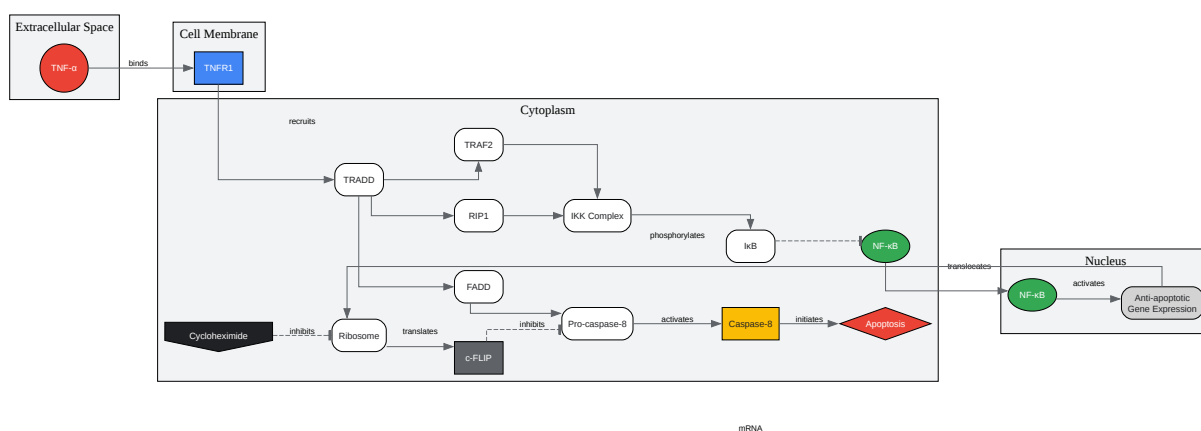 Extracellular Space
TNF-α
binds
Cell Membrane
TNFR1
Cytoplasm
recruits
TRAF2
TRADD
RIP1
IKK Complex
phosphorylates
IκB
NF-κB
translocates
Nucleus
NF-κB
activates
Anti-apoptotic
Gene Expression
FADD
Cycloheximide
inhibits
Ribosome
translates
c-FLIP
inhibits
Pro-caspase-8
activates
Caspase-8
initiates
Apoptosis
mRNA